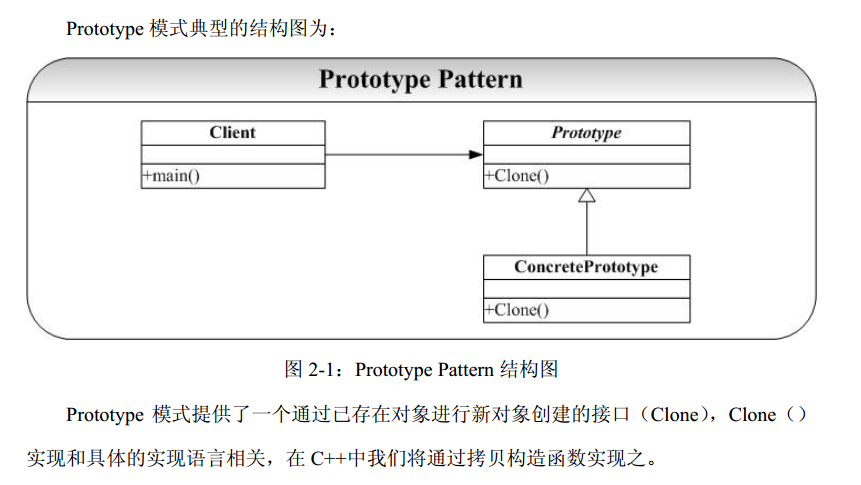 Prototype 模式典型的结构图为：
Prototype Pattern
Client
+main()
Prototype
+Clone()
ConcretePrototype
+Clone()
图 2-1：Prototype Pattern 结构图
Prototype 模式提供了一个通过已存在对象进行新对象创建的接口（Clone），Clone（）
实现和具体的实现语言相关，在 C++中我们将通过拷贝构造函数实现之。